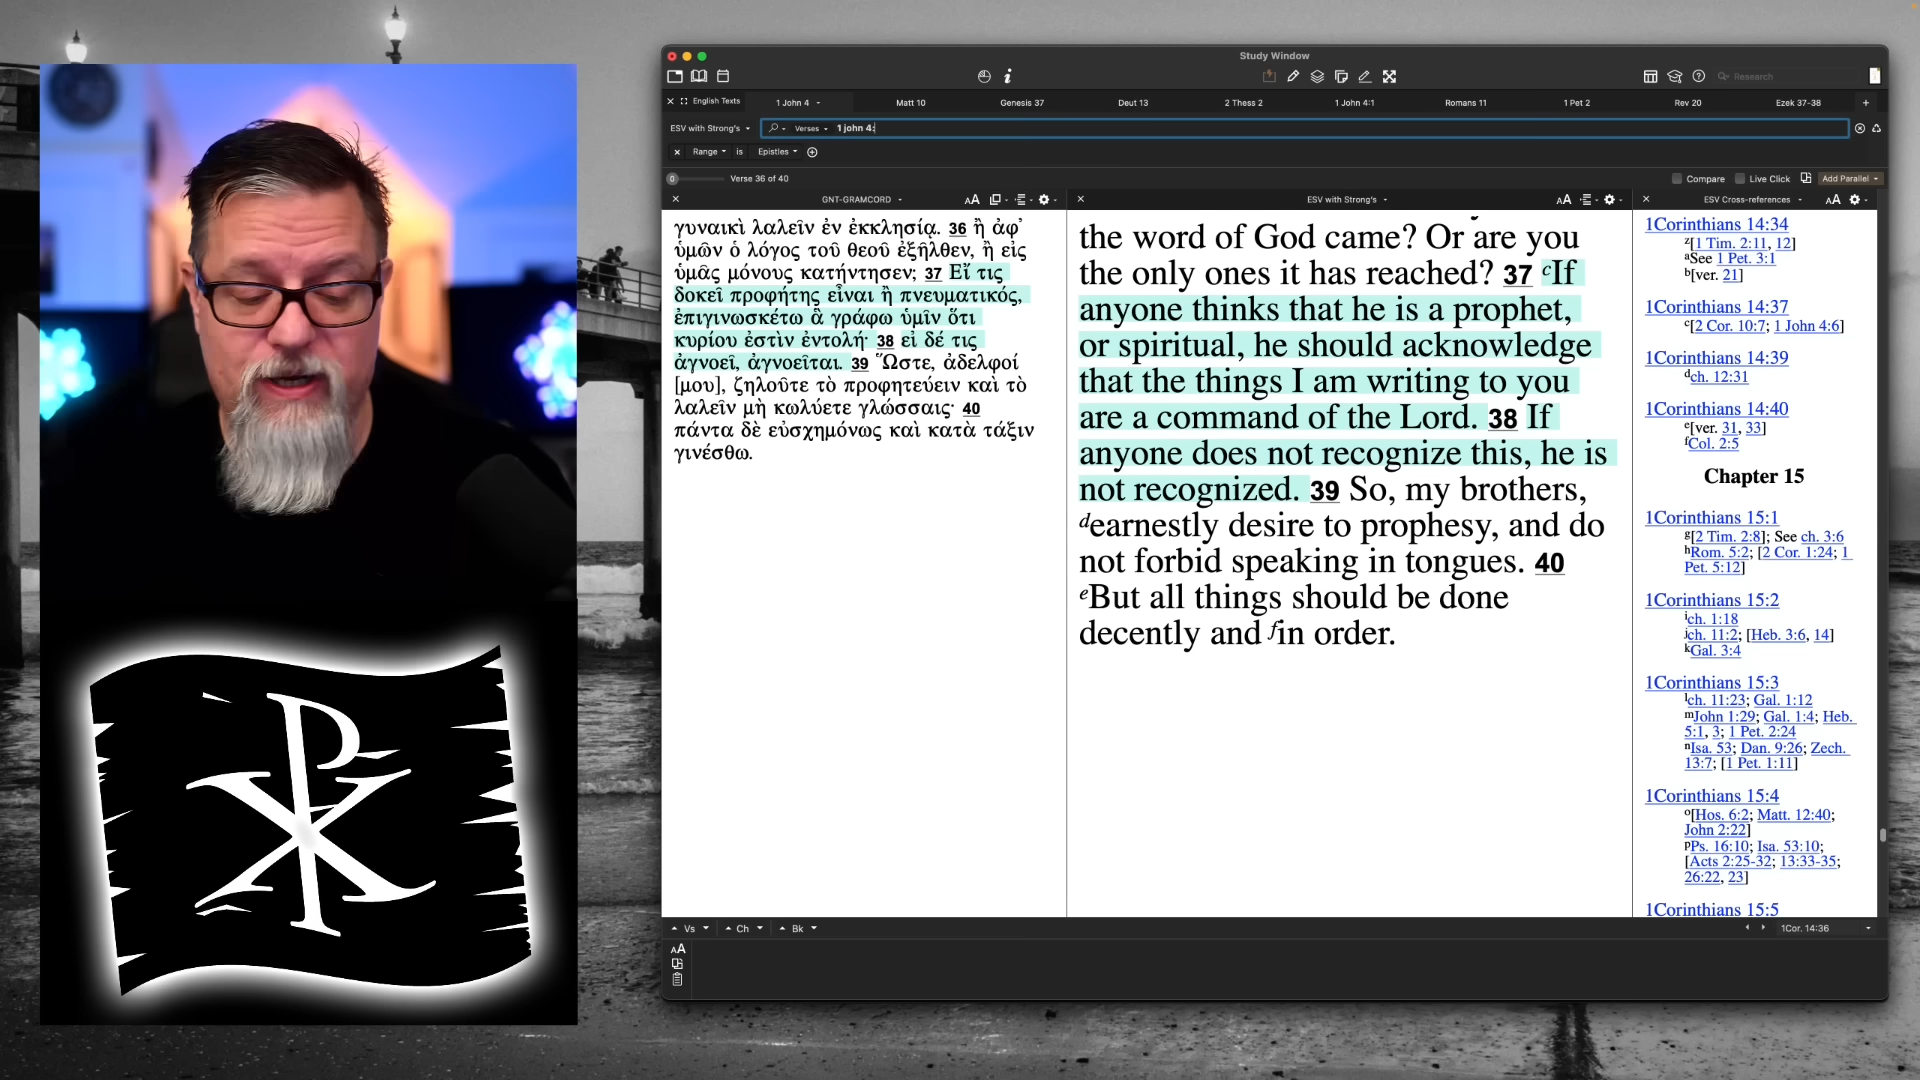 Study Window
Research
English Texts
1 John 4
Matt 10
Genesis 37
Deut 13
2 Thess 2
1 John 4:1
Romans 11
1 Pet 2
Rev 20
Ezek 37-38
ESV with Strong's
Verses
1 john 4:
Range is Epistles
0 Verse 36 of 40
Compare Live Click Add Parallel
GNT-GRAMCORD
γυναικὶ λαλεῖν ἐν ἐκκλησίᾳ. 36 ἢ ἀφ’
ὑμῶν ὁ λόγος τοῦ θεοῦ ἐξῆλθεν, ἢ εἰς
ὑμᾶς μόνους κατήντησεν; 37 Εἴ τις
δοκεῖ προφήτης εἶναι ἢ πνευματικός,
ἐπιγινωσκέτω ἃ γράφω ὑμῖν ὅτι
κυρίου ἐστὶν ἐντολή· 38 εἰ δέ τις
ἀγνοεῖ, ἀγνοεῖται. 39 Ὥστε, ἀδελφοί
[μου], ζηλοῦτε τὸ προφητεύειν καὶ τὸ
λαλεῖν μὴ κωλύετε γλώσσαις· 40
πάντα δὲ εὐσχημόνως καὶ κατὰ τάξιν
γινέσθω.
ESV with Strong's
the word of God came? Or are you
the only ones it has reached? 37 cIf
anyone thinks that he is a prophet,
or spiritual, he should acknowledge
that the things I am writing to you
are a command of the Lord. 38 If
anyone does not recognize this, he is
not recognized. 39 So, my brothers,
dearnestly desire to prophesy, and do
not forbid speaking in tongues. 40
eBut all things should be done
decently and fin order.
ESV Cross-references
1Corinthians 14:34
z[1 Tim. 2:11, 12]
aSee 1 Pet. 3:1
b[ver. 21]
1Corinthians 14:37
c[2 Cor. 10:7; 1 John 4:6]
1Corinthians 14:39
dch. 12:31
1Corinthians 14:40
e[ver. 31, 33]
fCol. 2:5
Chapter 15
1Corinthians 15:1
g[2 Tim. 2:8]; See ch. 3:6
hRom. 5:2; [2 Cor. 1:24; 1
Pet. 5:12]
1Corinthians 15:2
ich. 1:18
jch. 11:2; [Heb. 3:6, 14]
kGal. 3:4
1Corinthians 15:3
lch. 11:23; Gal. 1:12
mJohn 1:29; Gal. 1:4; Heb.
5:1, 3; 1 Pet. 2:24
nIsa. 53; Dan. 9:26; Zech.
13:7; [1 Pet. 1:11]
1Corinthians 15:4
o[Hos. 6:2; Matt. 12:40;
John 2:22]
pPs. 16:10; Isa. 53:10;
[Acts 2:25-32; 13:33-35;
26:22, 23]
1Corinthians 15:5
Vs Ch Bk
1Cor. 14:36